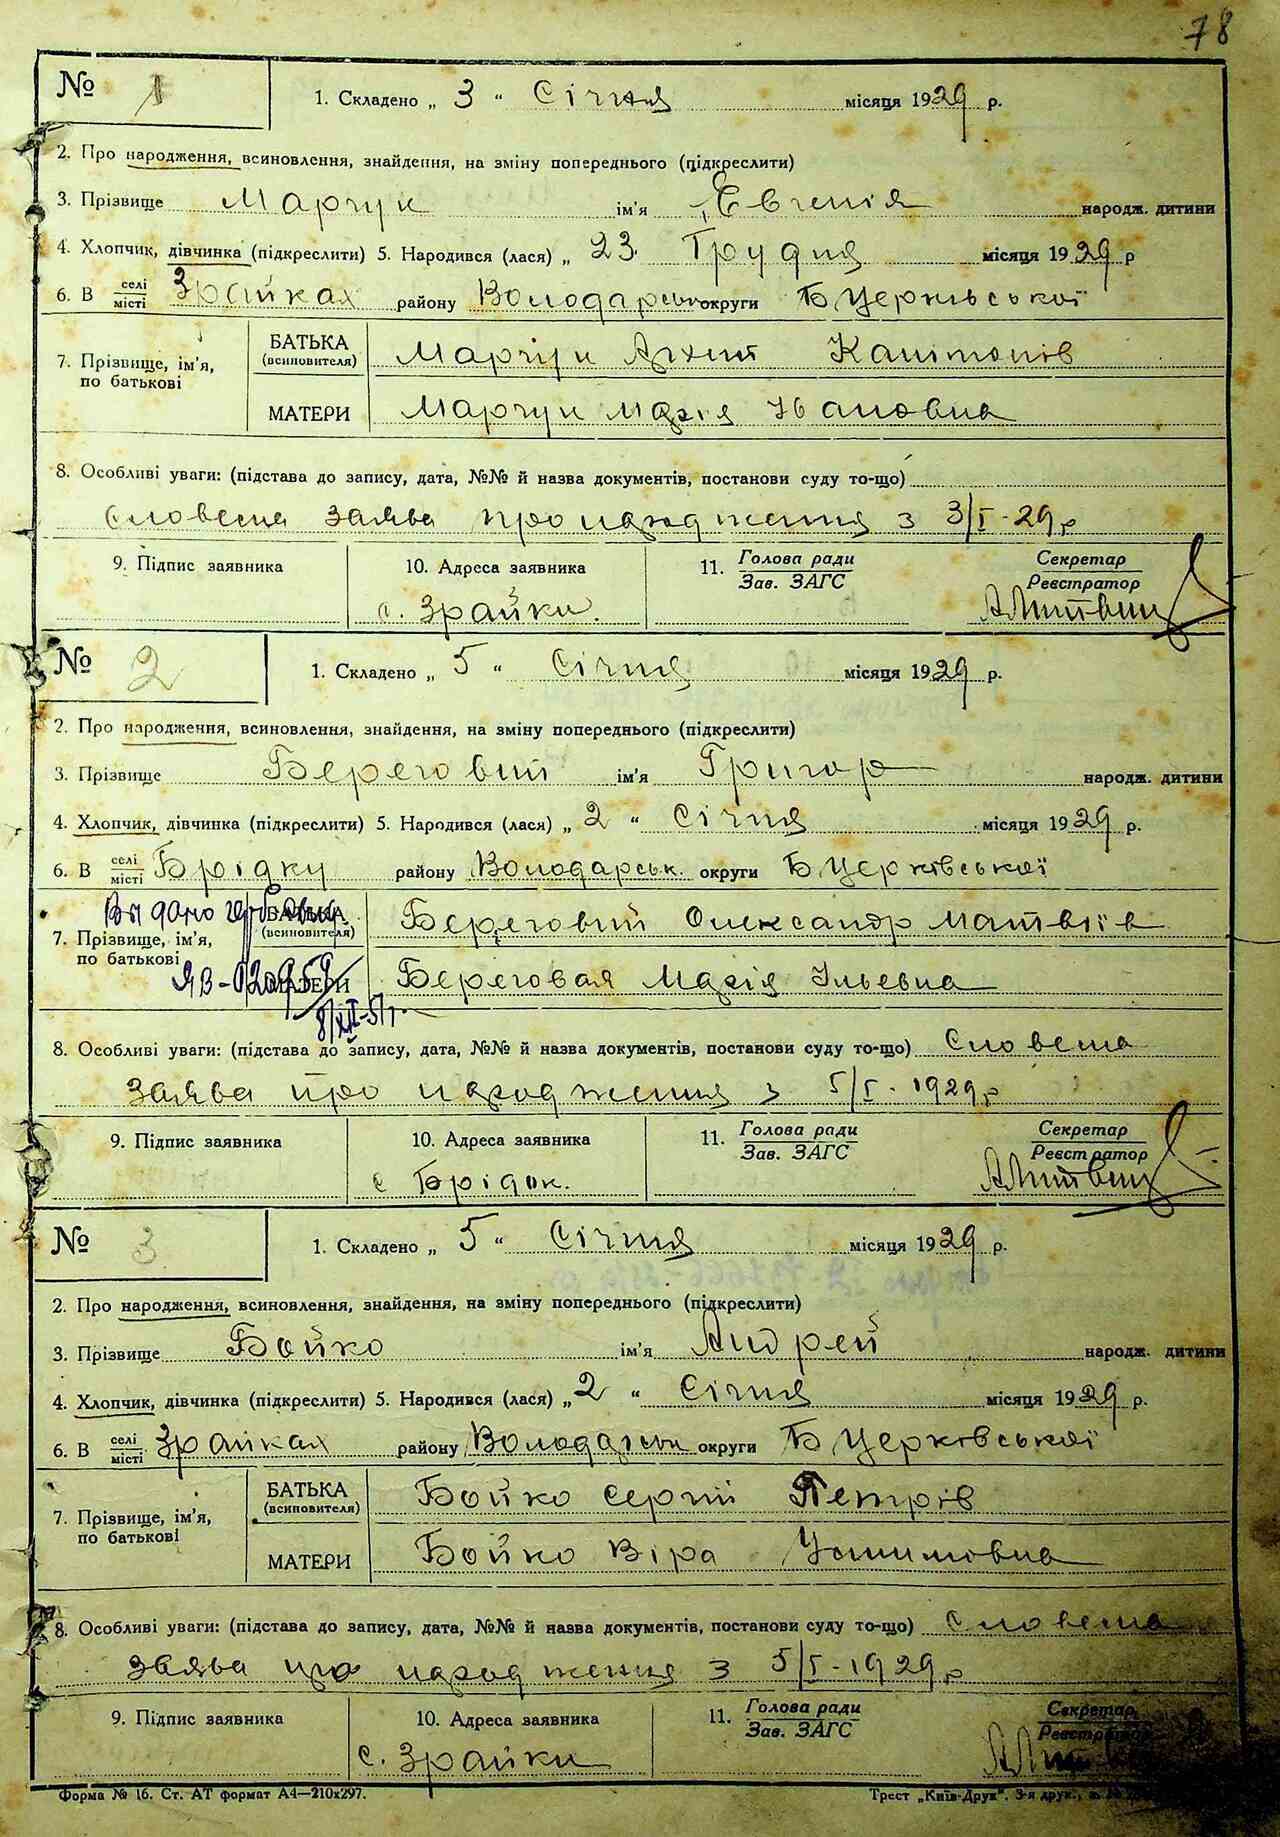 78
№ 1
1. Складено „ 3 “ Січня місяця 1929 р.
2. Про народження, всиновлення, знайдення, на зміну попереднього (підкреслити)
3. Прізвище Марчук ім'я Євгенія народж. дитини
4. Хлопчик, дівчинка (підкреслити) 5. Народився (лася) „ 23 Грудня місяця 1929 р
6. В селі/місті Зрайках району Володарськ округи Б Церківської
7. Прізвище, ім'я, по батькові
БАТЬКА (всиновителя) Марчук Капітонів
МАТЕРИ Марчук Марія Івановна
8. Особливі уваги: (підстава до запису, дата, №№ й назва документів, постанови суду то-що)
Словесна заява про народження з 3/I-29 р
9. Підпис заявника 10. Адреса заявника 11. Голова ради/Зав. ЗАГС Секретар/Реєстратор
с. Зрайки.
№ 2
1. Складено „ 5 “ Січня місяця 1929 р.
2. Про народження, всиновлення, знайдення, на зміну попереднього (підкреслити)
3. Прізвище Береговий ім'я Григор народж. дитини
4. Хлопчик, дівчинка (підкреслити) 5. Народився (лася) „ 2 “ Січня місяця 1929 р.
6. В селі/місті Брідку району Володарськ. округи Б Церківської
Выдано
7. Прізвище, ім'я, по батькові
БАТЬКА (всиновителя) Береговий Олександр Матвіїв
МАТЕРИ Береговая Марія Ільевна
8. Особливі уваги: (підстава до запису, дата, №№ й назва документів, постанови суду то-що) Словесна
заява про народження з 5/I-1929 р
9. Підпис заявника 10. Адреса заявника 11. Голова ради/Зав. ЗАГС Секретар/Реєстратор
с Брідок.
№ 3
1. Складено „ 5 “ Січня місяця 1929 р.
2. Про народження, всиновлення, знайдення, на зміну попереднього (підкреслити)
3. Прізвище Бойко ім'я Андрей народж. дитини
4. Хлопчик, дівчинка (підкреслити) 5. Народився (лася) „ 2 “ Січня місяця 1929 р.
6. В селі/місті Зрайках району Володарськ округи Б Церківської
7. Прізвище, ім'я, по батькові
БАТЬКА (всиновителя) Бойко Сергій Петрів
МАТЕРИ Бойко Віра
8. Особливі уваги: (підстава до запису, дата, №№ й назва документів, постанови суду то-що) Словесна
заява про народження з 5/I-1929 р
9. Підпис заявника 10. Адреса заявника 11. Голова ради/Зав. ЗАГС Секретар/Реєстратор
с. Зрайки
Форма № 16. Ст. АТ формат А4—210х297. Трест „Київ-Друк“. 3-я друк.,